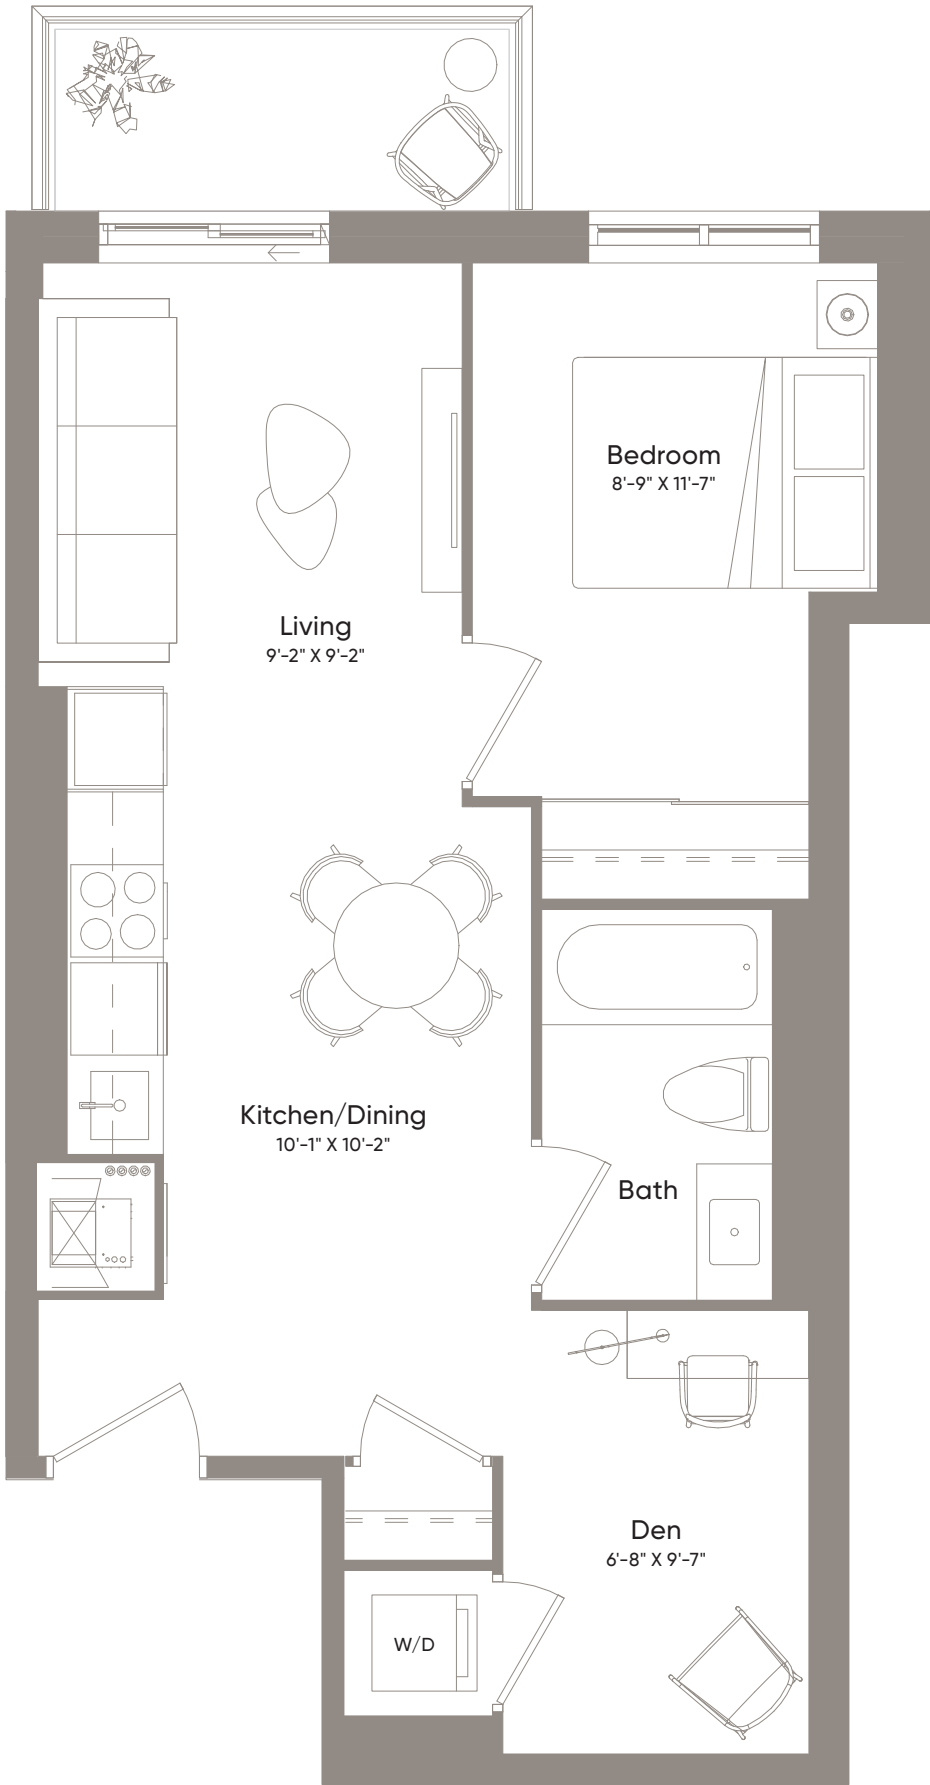 Bedroom
8'-9" X 11'-7"
Living
9'-2" X 9'-2"
Kitchen/Dining
10'-1" X 10'-2"
Bath
Den
6'-8" X 9'-7"
W/D